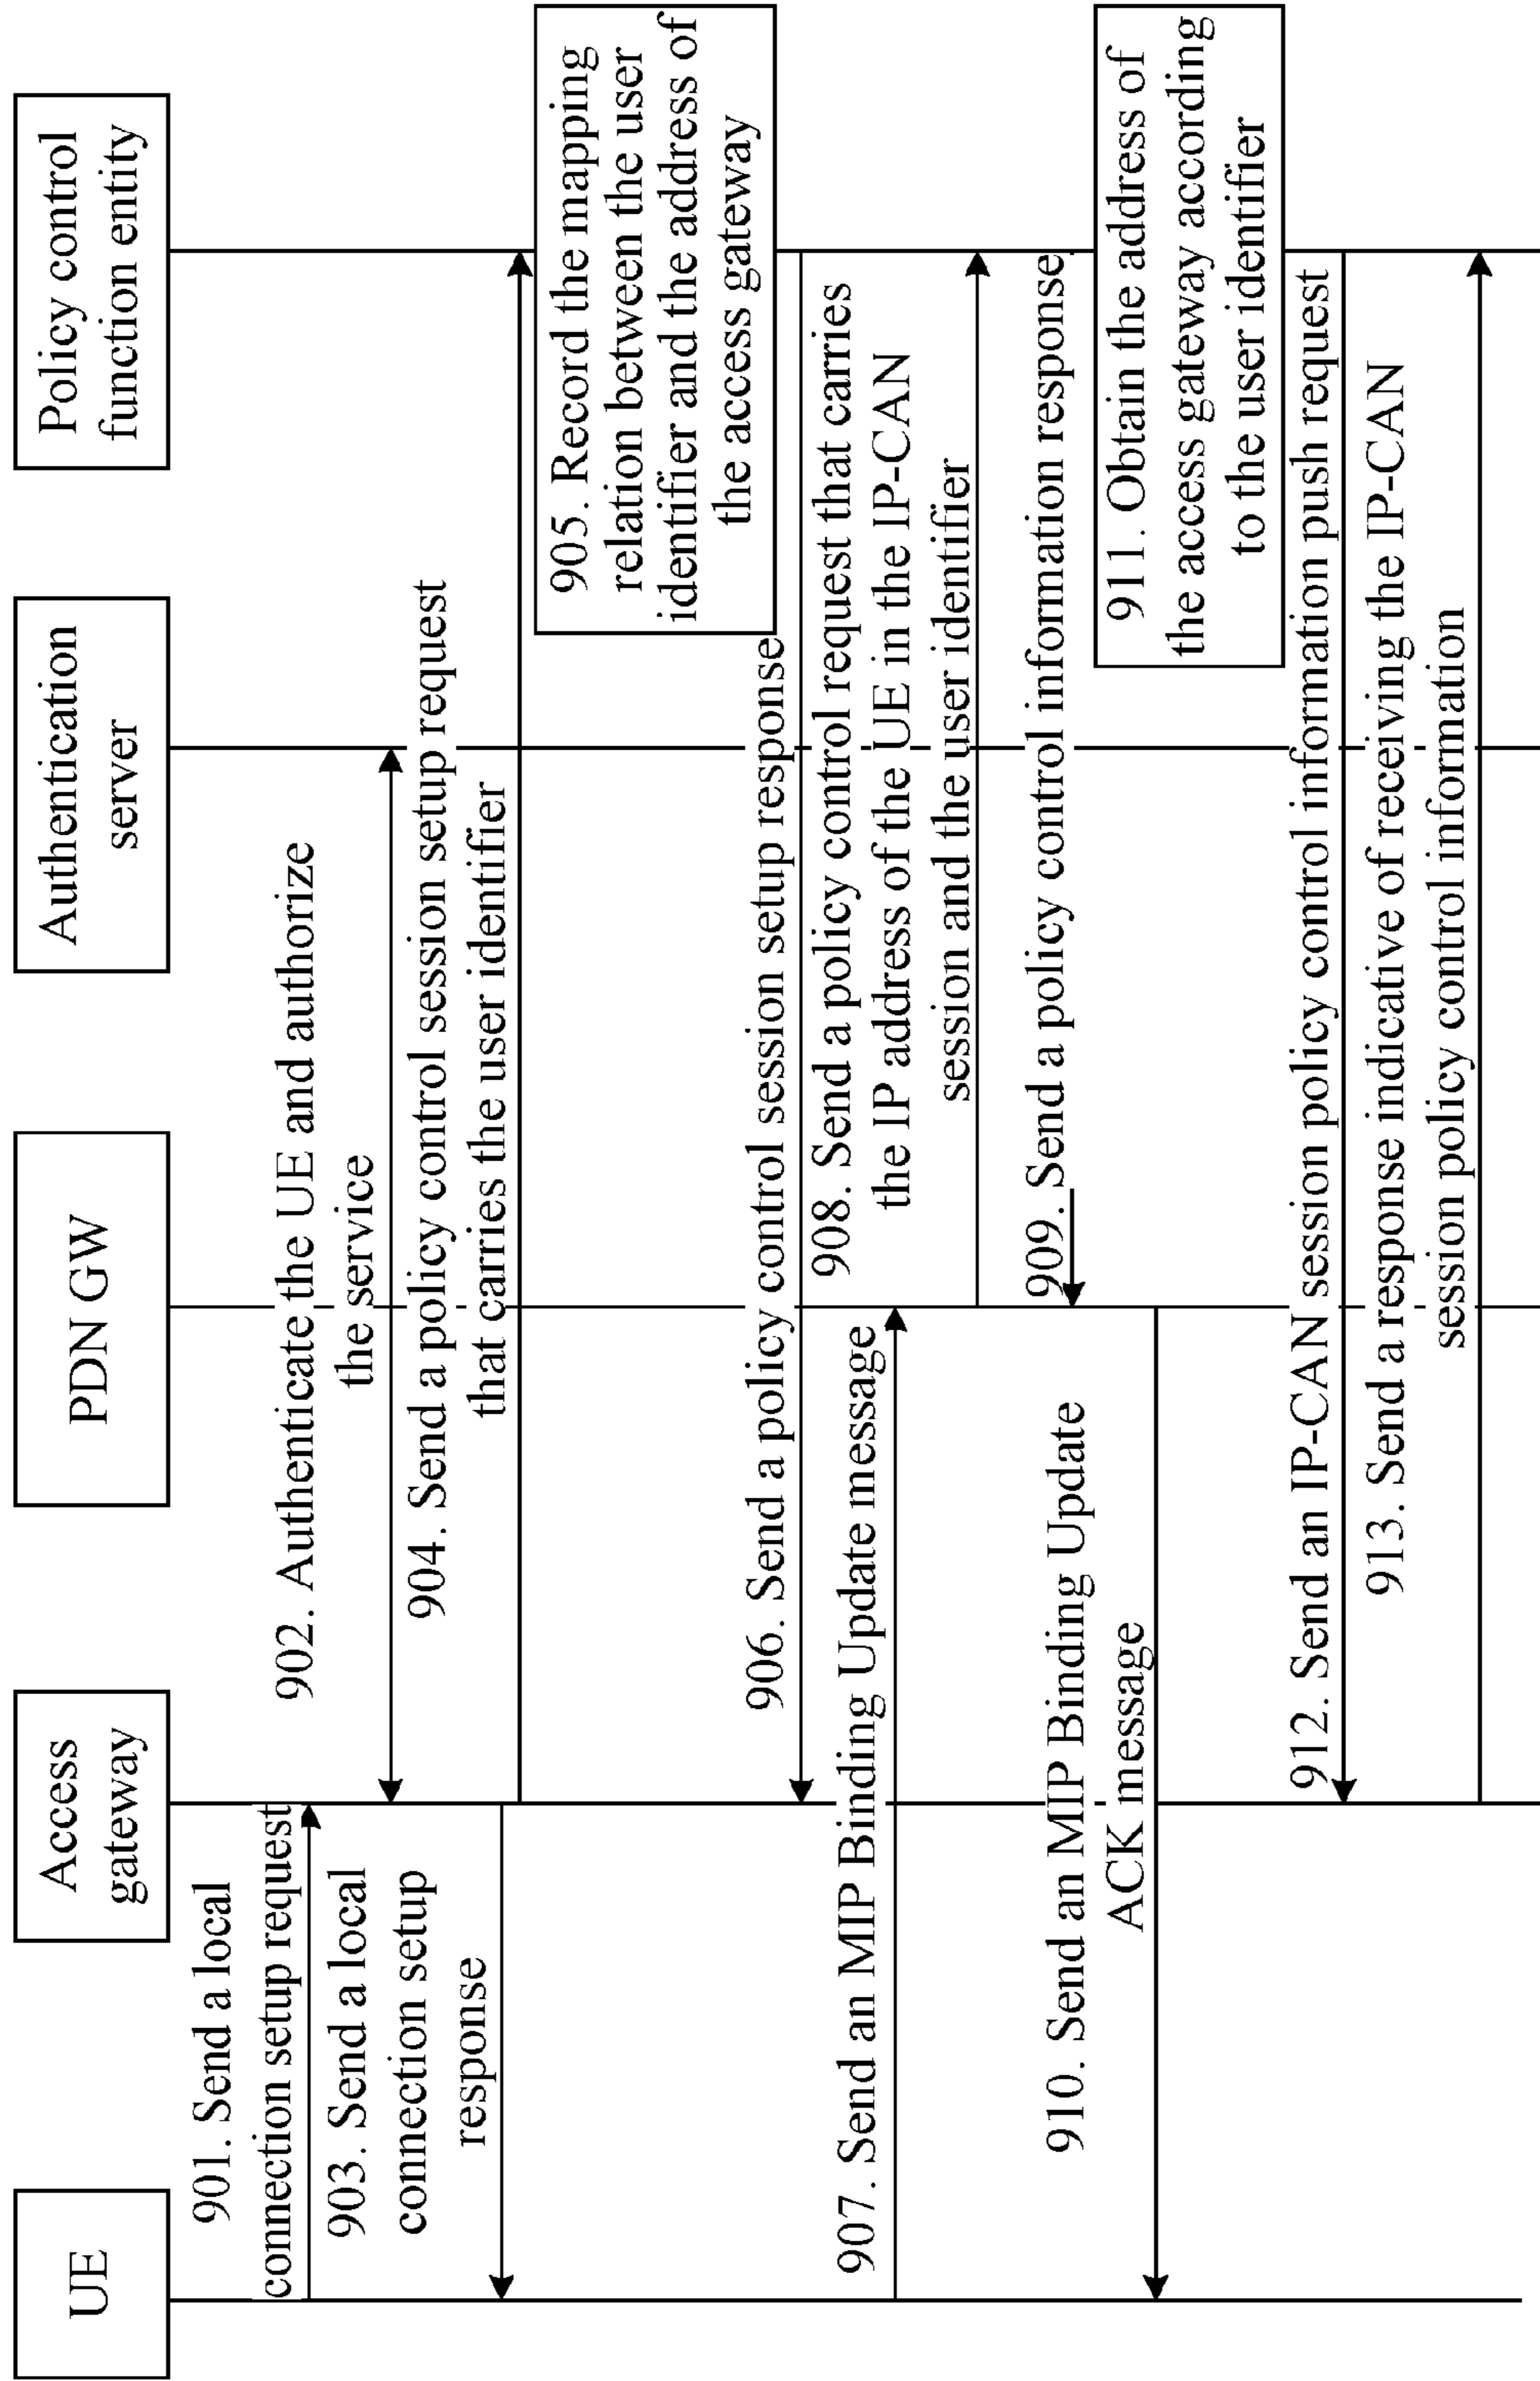 UE
Access
gateway
PDN GW
Authentication
server
Policy control
function entity
901. Send a local
connection setup request
902. Authenticate the UE and authorize
the service
903. Send a local
connection setup
response
904. Send a policy control session setup request
that carries the user identifier
905. Record the mapping
relation between the user
identifier and the address of
the access gateway
906. Send a policy control session setup response
907. Send an MIP Binding Update message
908. Send a policy control request that carries
the IP address of the UE in the IP-CAN
session and the user identifier
909. Send a policy control information response
910. Send an MIP Binding Update
ACK message
911. Obtain the address of
the access gateway according
to the user identifier
912. Send an IP-CAN session policy control information push request
913. Send a response indicative of receiving the IP-CAN
session policy control information